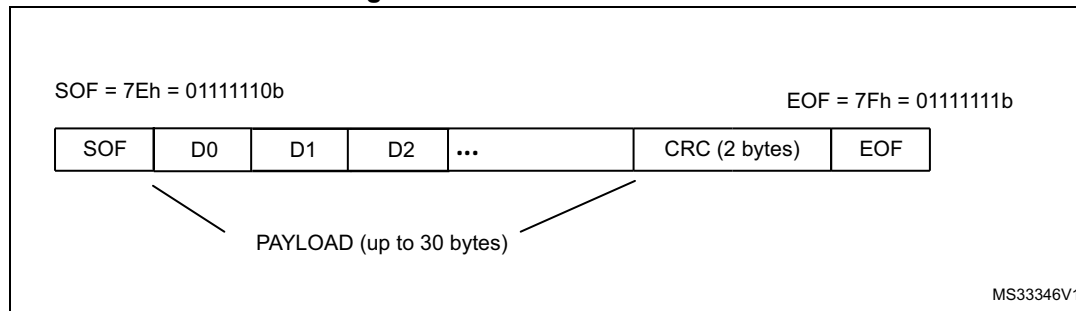 SOF = 7Eh = 01111110b
EOF = 7Fh = 01111111b
SOF D0 D1 D2 ... CRC (2 bytes) EOF
PAYLOAD (up to 30 bytes)
MS33346V1